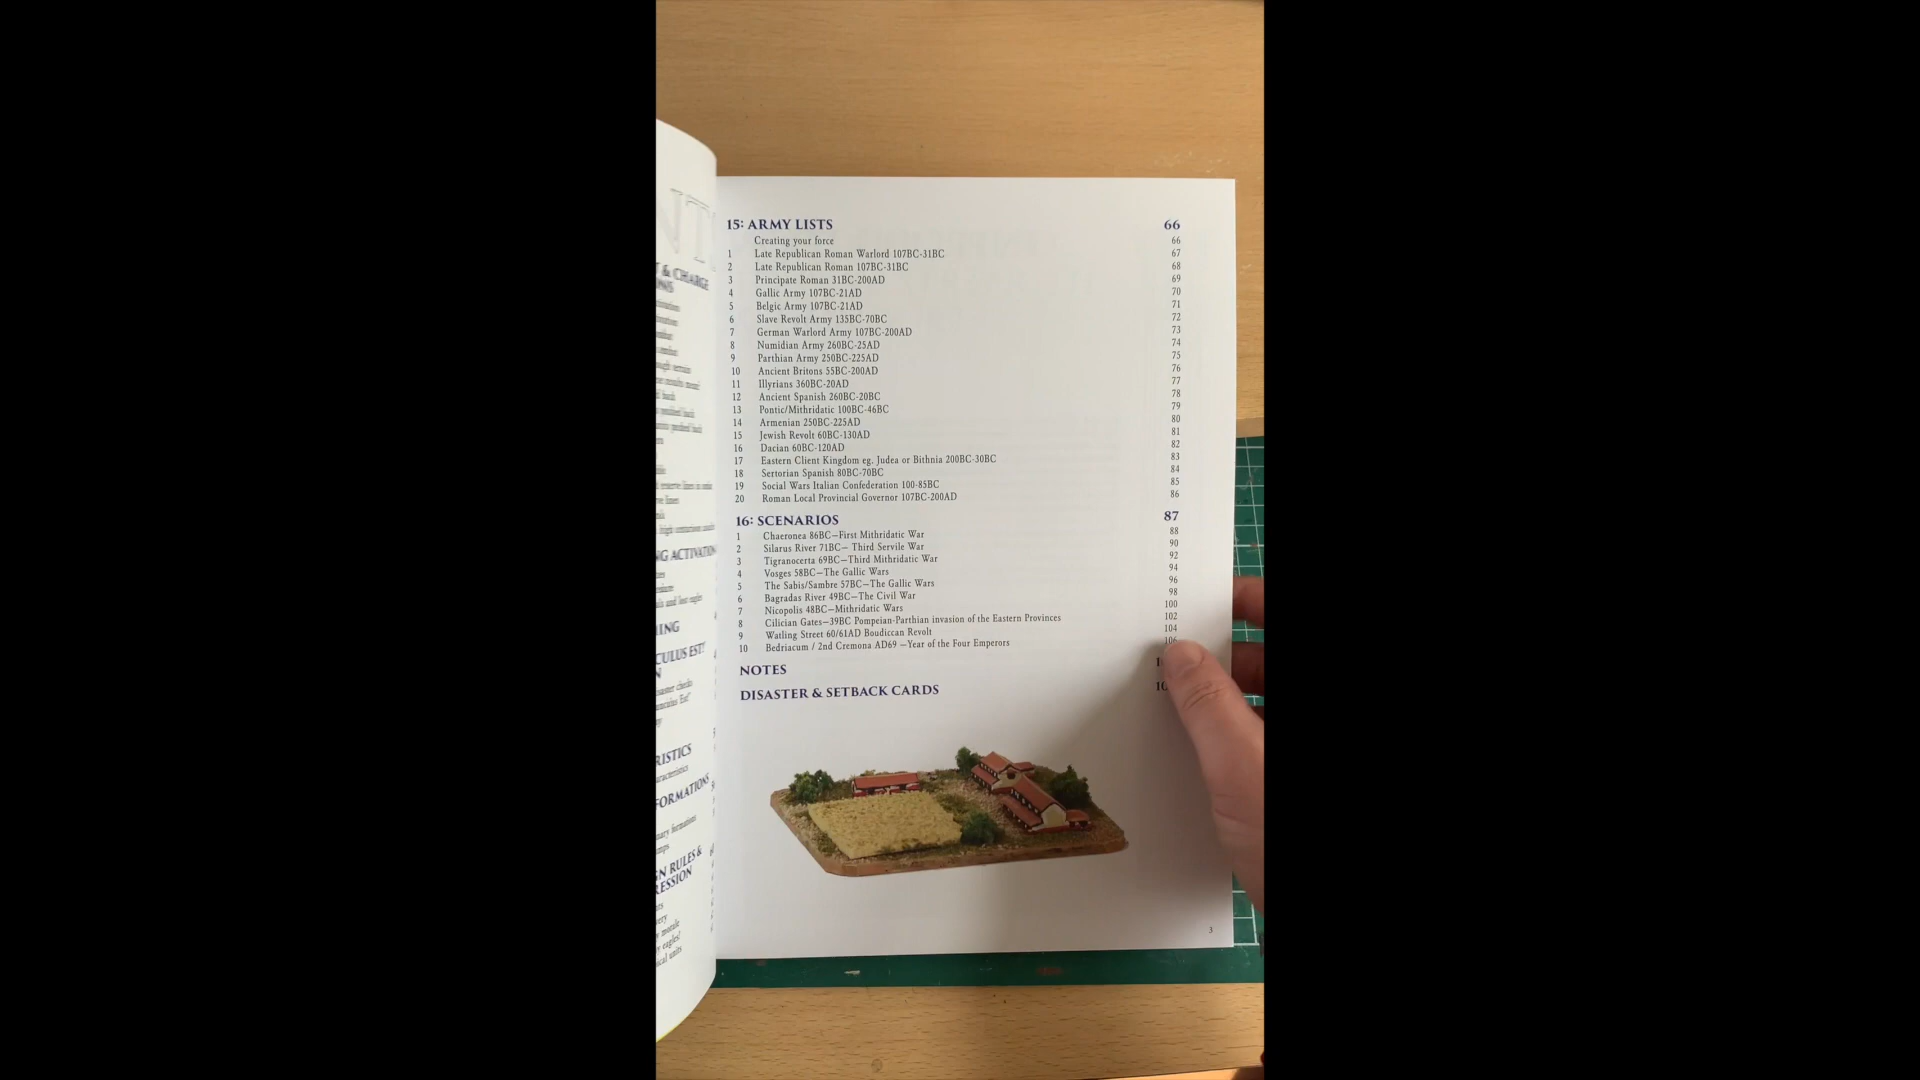 & CHARGE
NG ACTIVATION
ING
CULUS EST!
RISTICS
FORMATIONS
N RULES &
ESSION
15: ARMY LISTS 66
Creating your force 66
1 Late Republican Roman Warlord 107BC-31BC 67
2 Late Republican Roman 107BC-31BC 68
3 Principate Roman 31BC-200AD 69
4 Gallic Army 107BC-21AD 70
5 Belgic Army 107BC-21AD 71
6 Slave Revolt Army 135BC-70BC 72
7 German Warlord Army 107BC-200AD 73
8 Numidian Army 260BC-25AD 74
9 Parthian Army 250BC-225AD 75
10 Ancient Britons 55BC-200AD 76
11 Illyrians 360BC-20AD 77
12 Ancient Spanish 260BC-20BC 78
13 Pontic/Mithridatic 100BC-46BC 79
14 Armenian 250BC-225AD 80
15 Jewish Revolt 60BC-130AD 81
16 Dacian 60BC-120AD 82
17 Eastern Client Kingdom eg. Judea or Bithnia 200BC-30BC 83
18 Sertorian Spanish 80BC-70BC 84
19 Social Wars Italian Confederation 100-85BC 85
20 Roman Local Provincial Governor 107BC-200AD 86
16: SCENARIOS 87
1 Chaeronea 86BC—First Mithridatic War 88
2 Silarus River 71BC— Third Servile War 90
3 Tigranocerta 69BC—Third Mithridatic War 92
4 Vosges 58BC—The Gallic Wars 94
5 The Sabis/Sambre 57BC—The Gallic Wars 96
6 Bagradas River 49BC—The Civil War 98
7 Nicopolis 48BC—Mithridatic Wars 100
8 Cilician Gates—39BC Pompeian-Parthian invasion of the Eastern Provinces 102
9 Watling Street 60/61AD Boudiccan Revolt 104
10 Bedriacum / 2nd Cremona AD69 —Year of the Four Emperors 106
NOTES
DISASTER & SETBACK CARDS
3